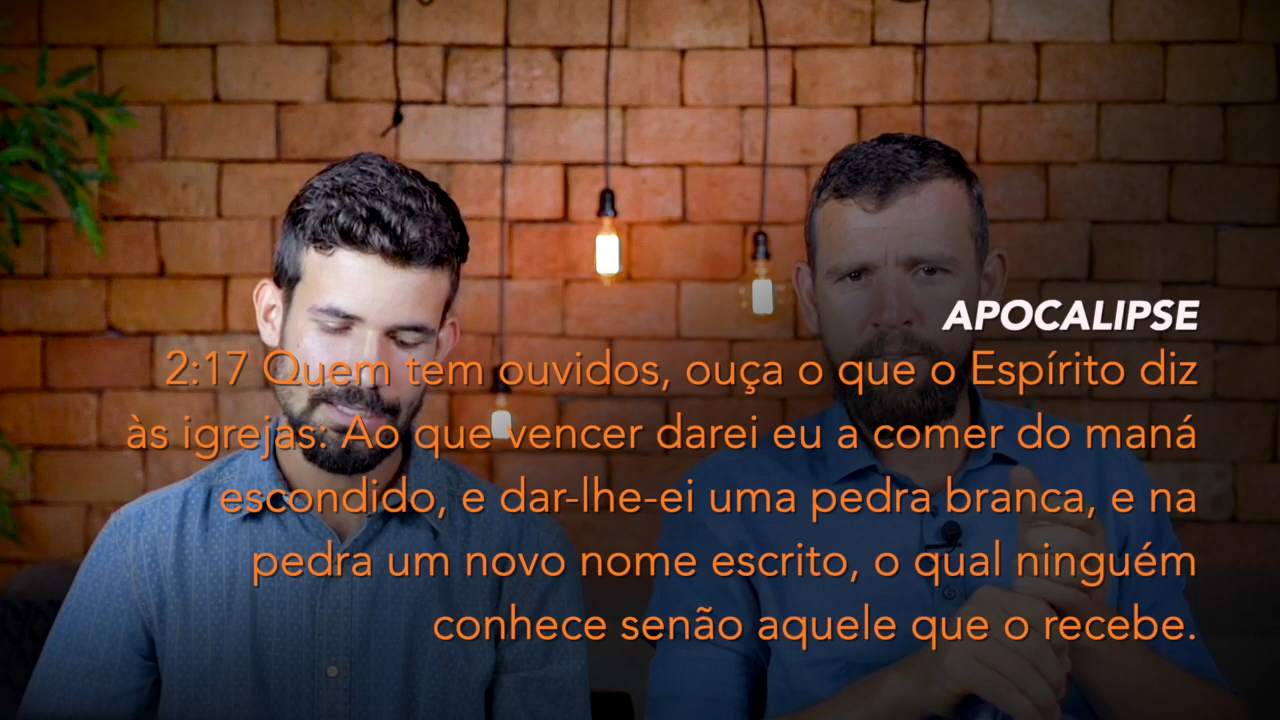 APOCALIPSE
2:17 Quem tem ouvidos, ouça o que o Espírito diz
às igrejas: Ao que vencer darei eu a comer do maná
escondido, e dar-lhe-ei uma pedra branca, e na
pedra um novo nome escrito, o qual ninguém
conhece senão aquele que o recebe.